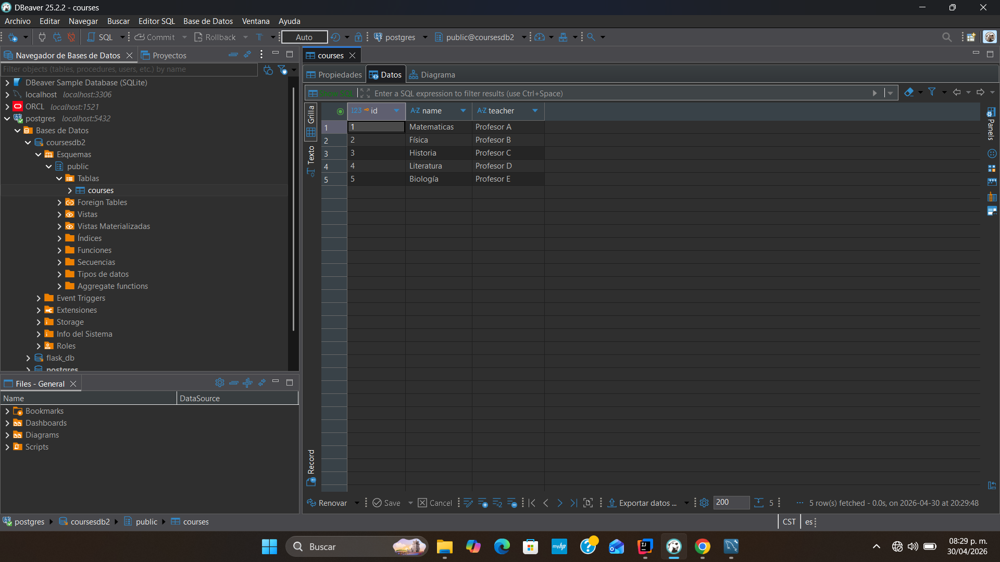 DBeaver 25.2.2 - courses
Archivo Editar Navegar Buscar Editor SQL Base de Datos Ventana Ayuda
SQL Commit Rollback T Auto postgres public@coursesdb2
Navegador de Bases de Datos Proyectos
Filter objects (tables, procedures, users, etc.) by name
DBeaver Sample Database (SQLite)
localhost localhost:3306
ORCL localhost:1521
postgres localhost:5432
Bases de Datos
coursesdb2
Esquemas
public
Tablas
courses
Foreign Tables
Vistas
Vistas Materializadas
Índices
Funciones
Secuencias
Tipos de datos
Aggregate functions
Event Triggers
Extensiones
Storage
Info del Sistema
Roles
flask_db
postgres
Files - General
Name DataSource
Bookmarks
Dashboards
Diagrams
Scripts
courses
Propiedades Datos Diagrama
Show SQL Enter a SQL expression to filter results (use Ctrl+Space)
Grilla
Texto
Record
123 id A-Z name A-Z teacher
1 1 Matematicas Profesor A
2 2 Física Profesor B
3 3 Historia Profesor C
4 4 Literatura Profesor D
5 5 Biología Profesor E
Panels
Renovar Save Cancel Exportar datos ... 200 5 ... 5 row(s) fetched - 0.0s, on 2026-04-30 at 20:29:48
postgres coursesdb2 public courses CST es
Buscar
myhp
08:29 p. m.
30/04/2026